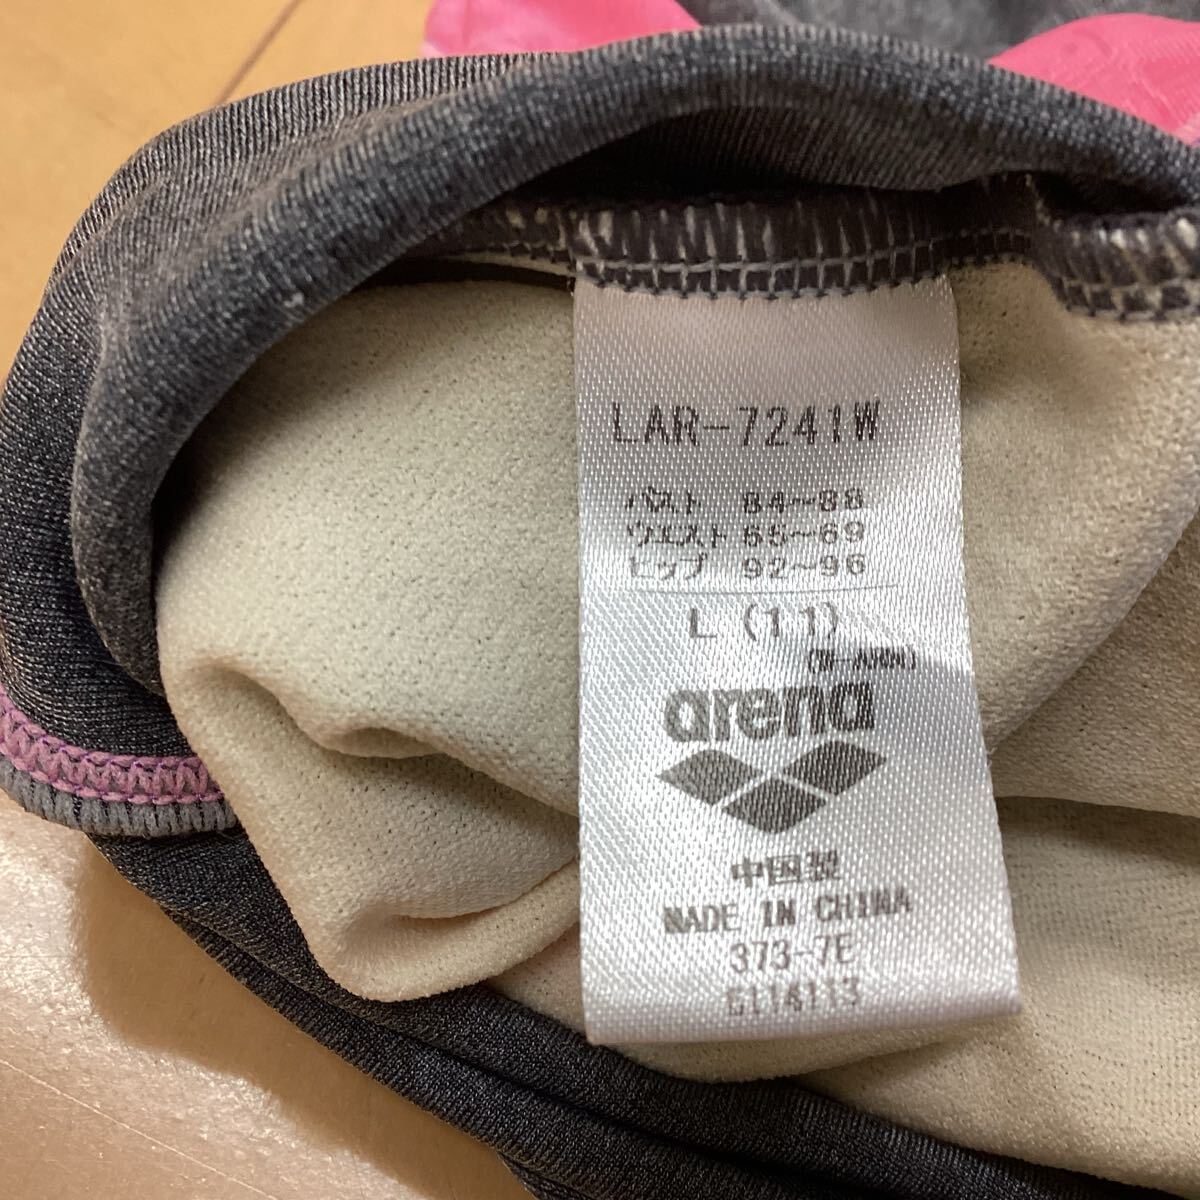 LAR-7241W
バスト 84~88
ウエスト 65~69
ヒップ 92~96
L (11)
arena
中国製
MADE IN CHINA
373-7E
G114113